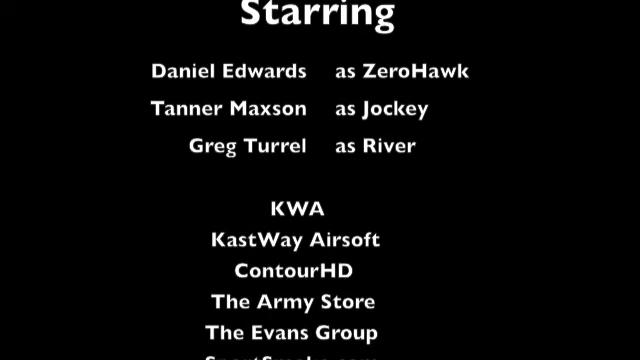 Starring
Daniel Edwards as ZeroHawk
Tanner Maxson as Jockey
Greg Turrel as River
KWA
KastWay Airsoft
ContourHD
The Army Store
The Evans Group